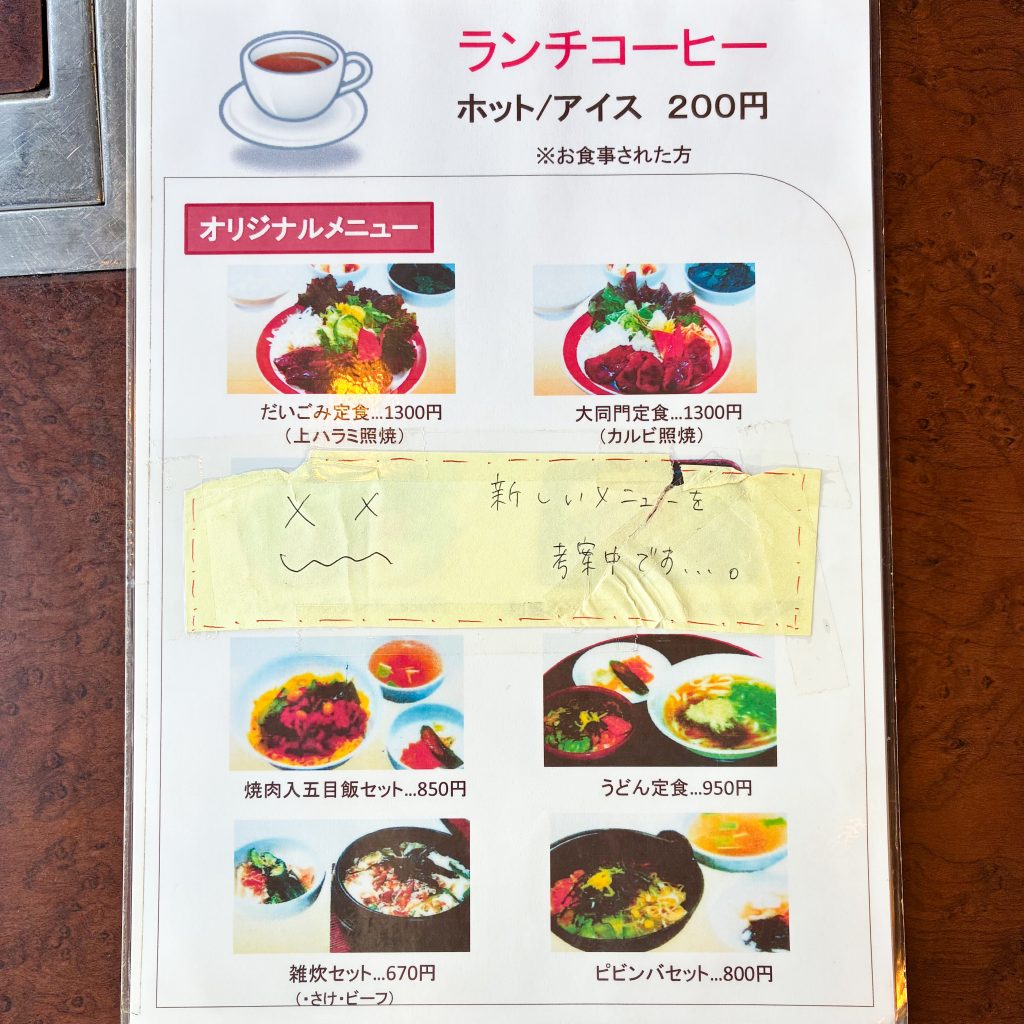 ランチコーヒー
ホット/アイス 200円
※お食事された方
オリジナルメニュー
だいごみ定食…1300円
（上ハラミ照焼）
大同門定食…1300円
（カルビ照焼）
新しいメニューを
考案中です...。
焼肉入五目飯セット…850円
うどん定食…950円
雑炊セット…670円
（・さけ・ビーフ）
ピビンバセット…800円